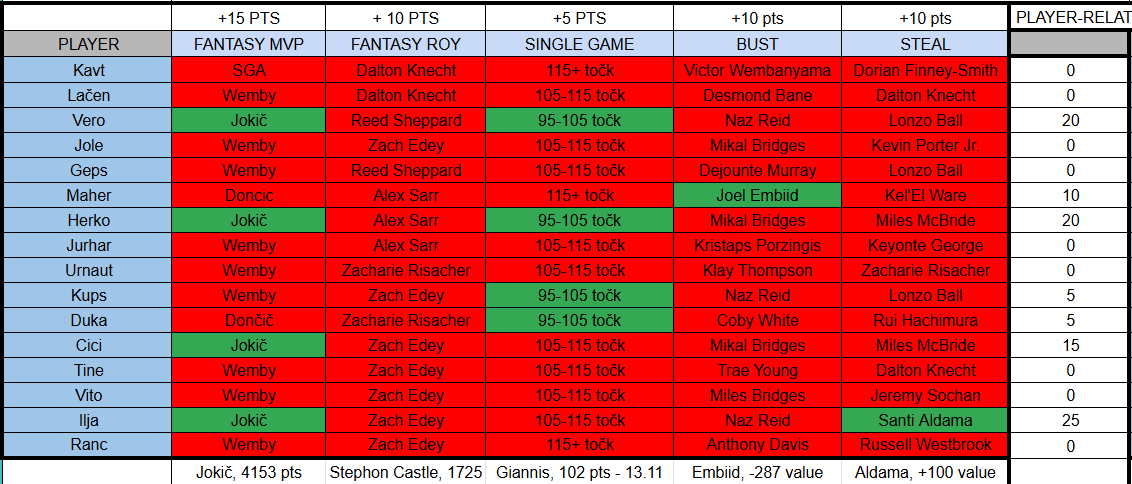 +15 PTS + 10 PTS +5 PTS +10 pts +10 pts PLAYER-RELAT
PLAYER FANTASY MVP FANTASY ROY SINGLE GAME BUST STEAL
Kavt SGA Dalton Knecht 115+ točk Victor Wembanyama Dorian Finney-Smith 0
Lačen Wemby Dalton Knecht 105-115 točk Desmond Bane Dalton Knecht 0
Vero Jokič Reed Sheppard 95-105 točk Naz Reid Lonzo Ball 20
Jole Wemby Zach Edey 105-115 točk Mikal Bridges Kevin Porter Jr. 0
Geps Wemby Reed Sheppard 105-115 točk Dejounte Murray Lonzo Ball 0
Maher Doncic Alex Sarr 115+ točk Joel Embiid Kel'El Ware 10
Herko Jokič Alex Sarr 95-105 točk Mikal Bridges Miles McBride 20
Jurhar Wemby Alex Sarr 105-115 točk Kristaps Porzingis Keyonte George 0
Urnaut Wemby Zacharie Risacher 105-115 točk Klay Thompson Zacharie Risacher 0
Kups Wemby Zach Edey 95-105 točk Naz Reid Lonzo Ball 5
Duka Dončič Zacharie Risacher 95-105 točk Coby White Rui Hachimura 5
Cici Jokič Zach Edey 105-115 točk Mikal Bridges Miles McBride 15
Tine Wemby Zach Edey 105-115 točk Trae Young Dalton Knecht 0
Vito Wemby Zach Edey 105-115 točk Miles Bridges Jeremy Sochan 0
Ilja Jokič Zach Edey 105-115 točk Naz Reid Santi Aldama 25
Ranc Wemby Zach Edey 115+ točk Anthony Davis Russell Westbrook 0
Jokič, 4153 pts Stephon Castle, 1725 Giannis, 102 pts - 13.11 Embiid, -287 value Aldama, +100 value